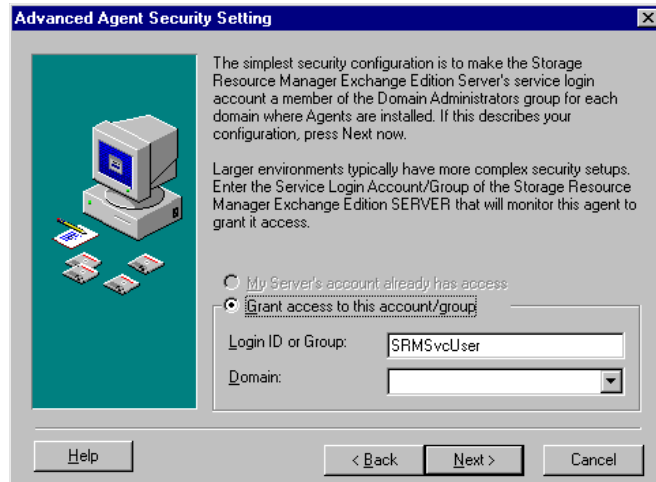 Advanced Agent Security Setting
The simplest security configuration is to make the Storage
Resource Manager Exchange Edition Server's service login
account a member of the Domain Administrators group for each
domain where Agents are installed. If this describes your
configuration, press Next now.
Larger environments typically have more complex security setups.
Enter the Service Login Account/Group of the Storage Resource
Manager Exchange Edition SERVER that will monitor this agent to
grant it access.
My Server's account already has access
Grant access to this account/group
Login ID or Group:
SRMSvcUser
Domain:
Help
< Back
Next >
Cancel